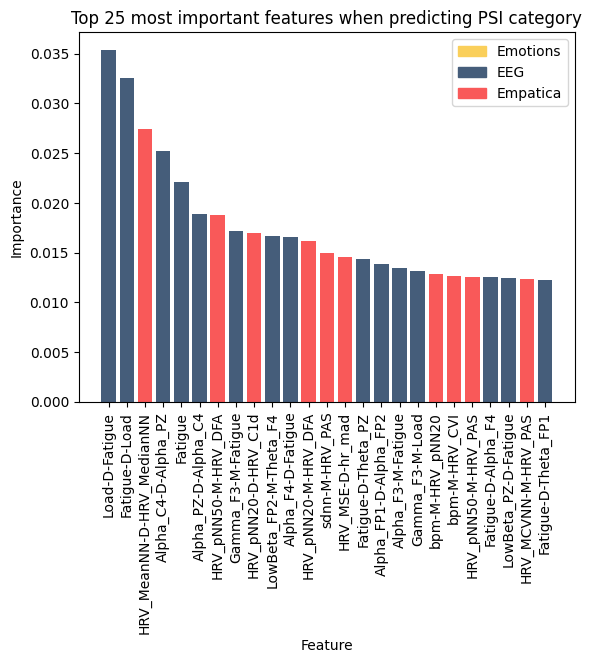 Top 25 most important features when predicting PSI category
Emotions
EEG
Empatica
Importance
0.035
0.030
0.025
0.020
0.015
0.010
0.005
0.000
Load-D-Fatigue
Fatigue-D-Load
HRV_MeanNN-D-HRV_MedianNN
Alpha_C4-D-Alpha_PZ
Fatigue
Alpha_PZ-D-Alpha_C4
HRV_pNN50-M-HRV_DFA
Gamma_F3-M-Fatigue
HRV_pNN20-D-HRV_C1d
LowBeta_FP2-M-Theta_F4
Alpha_F4-D-Fatigue
HRV_pNN20-M-HRV_DFA
sdnn-M-HRV_PAS
HRV_MSE-D-hr_mad
Fatigue-D-Theta_PZ
Alpha_FP1-D-Alpha_FP2
Alpha_F3-M-Fatigue
Gamma_F3-M-Load
bpm-M-HRV_pNN20
bpm-M-HRV_CVI
HRV_pNN50-M-HRV_PAS
Fatigue-D-Alpha_F4
LowBeta_PZ-D-Fatigue
HRV_MCVNN-M-HRV_PAS
Fatigue-D-Theta_FP1
Feature